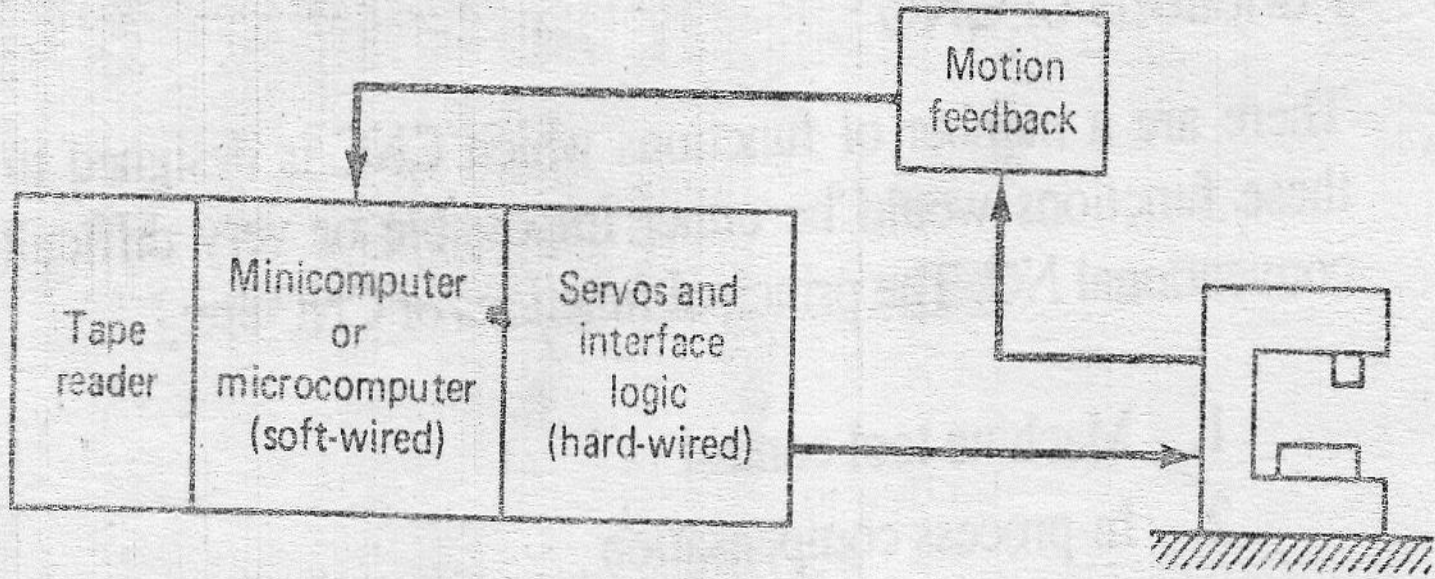 Motion
feedback
Tape
reader
Minicomputer
or
microcomputer
(soft-wired)
Servos and
interface
logic
(hard-wired)